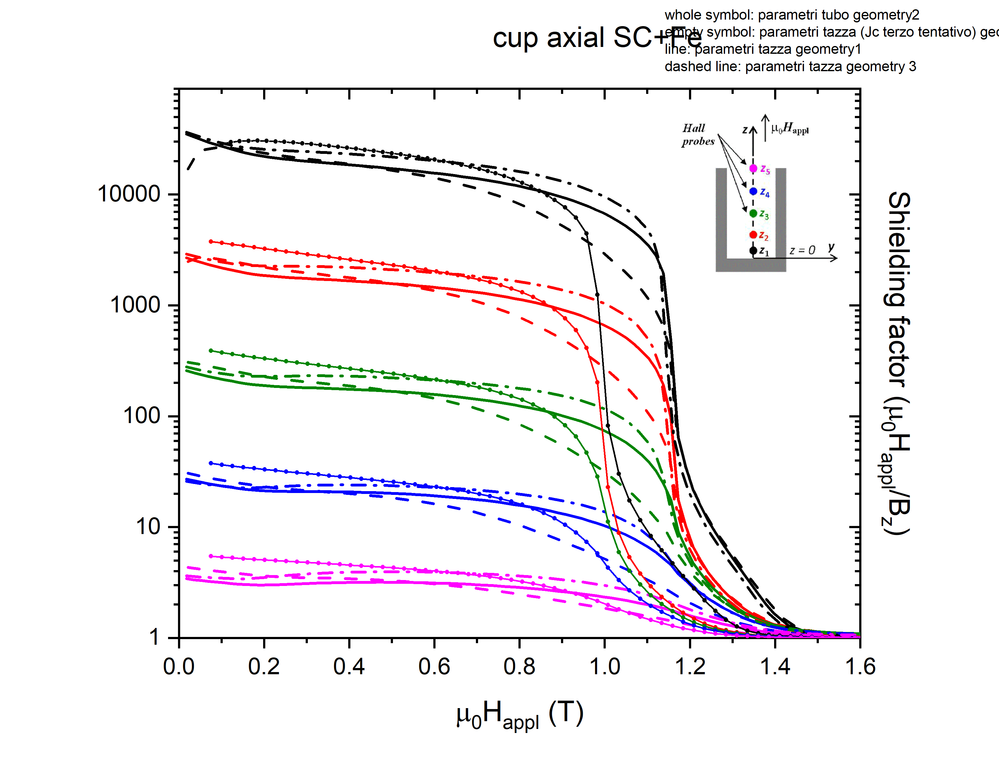 whole symbol: parametri tubo geometry2
empty symbol: parametri tazza (Jc terzo tentativo)
line: parametri tazza geometry1
dashed line: parametri tazza geometry 3
cup axial SC+Fe
Hall
probes
z
μ₀Happl
z₅
z₄
z₃
z₂
z₁
z = 0
y
10000
1000
100
10
1
0.0 0.2 0.4 0.6 0.8 1.0 1.2 1.4 1.6
μ₀Happl (T)
Shielding factor (μ₀Happl/Bz)